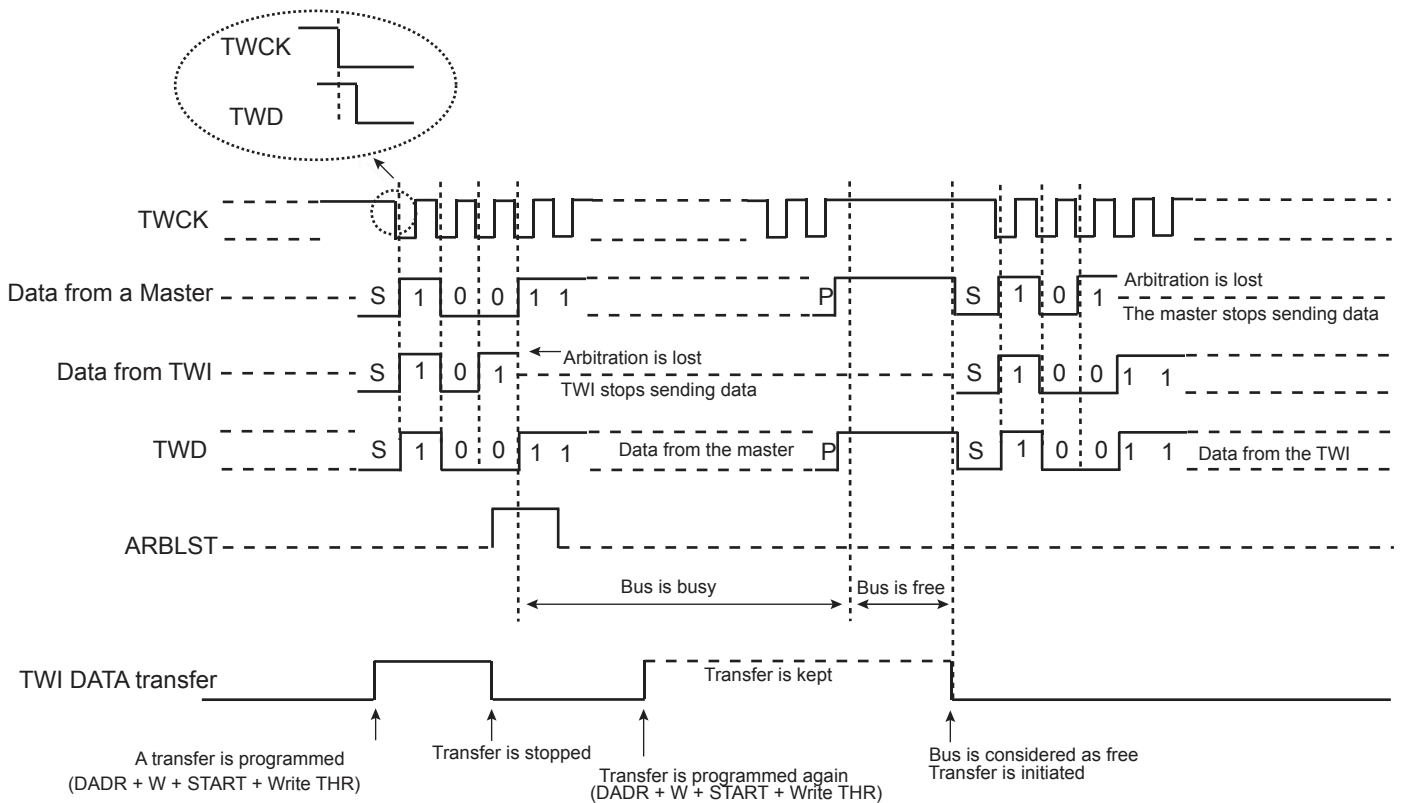 TWCK
TWD
TWCK
Data from a Master S 1 0 0 1 1 P S 1 0 1 Arbitration is lost
The master stops sending data
Data from TWI S 1 0 1 Arbitration is lost S 1 0 0 1 1
TWI stops sending data
TWD S 1 0 0 1 1 Data from the master P S 1 0 0 1 1 Data from the TWI
ARBLST
Bus is busy Bus is free
TWI DATA transfer Transfer is kept
A transfer is programmed
(DADR + W + START + Write THR)
Transfer is stopped
Transfer is programmed again
(DADR + W + START + Write THR)
Bus is considered as free
Transfer is initiated